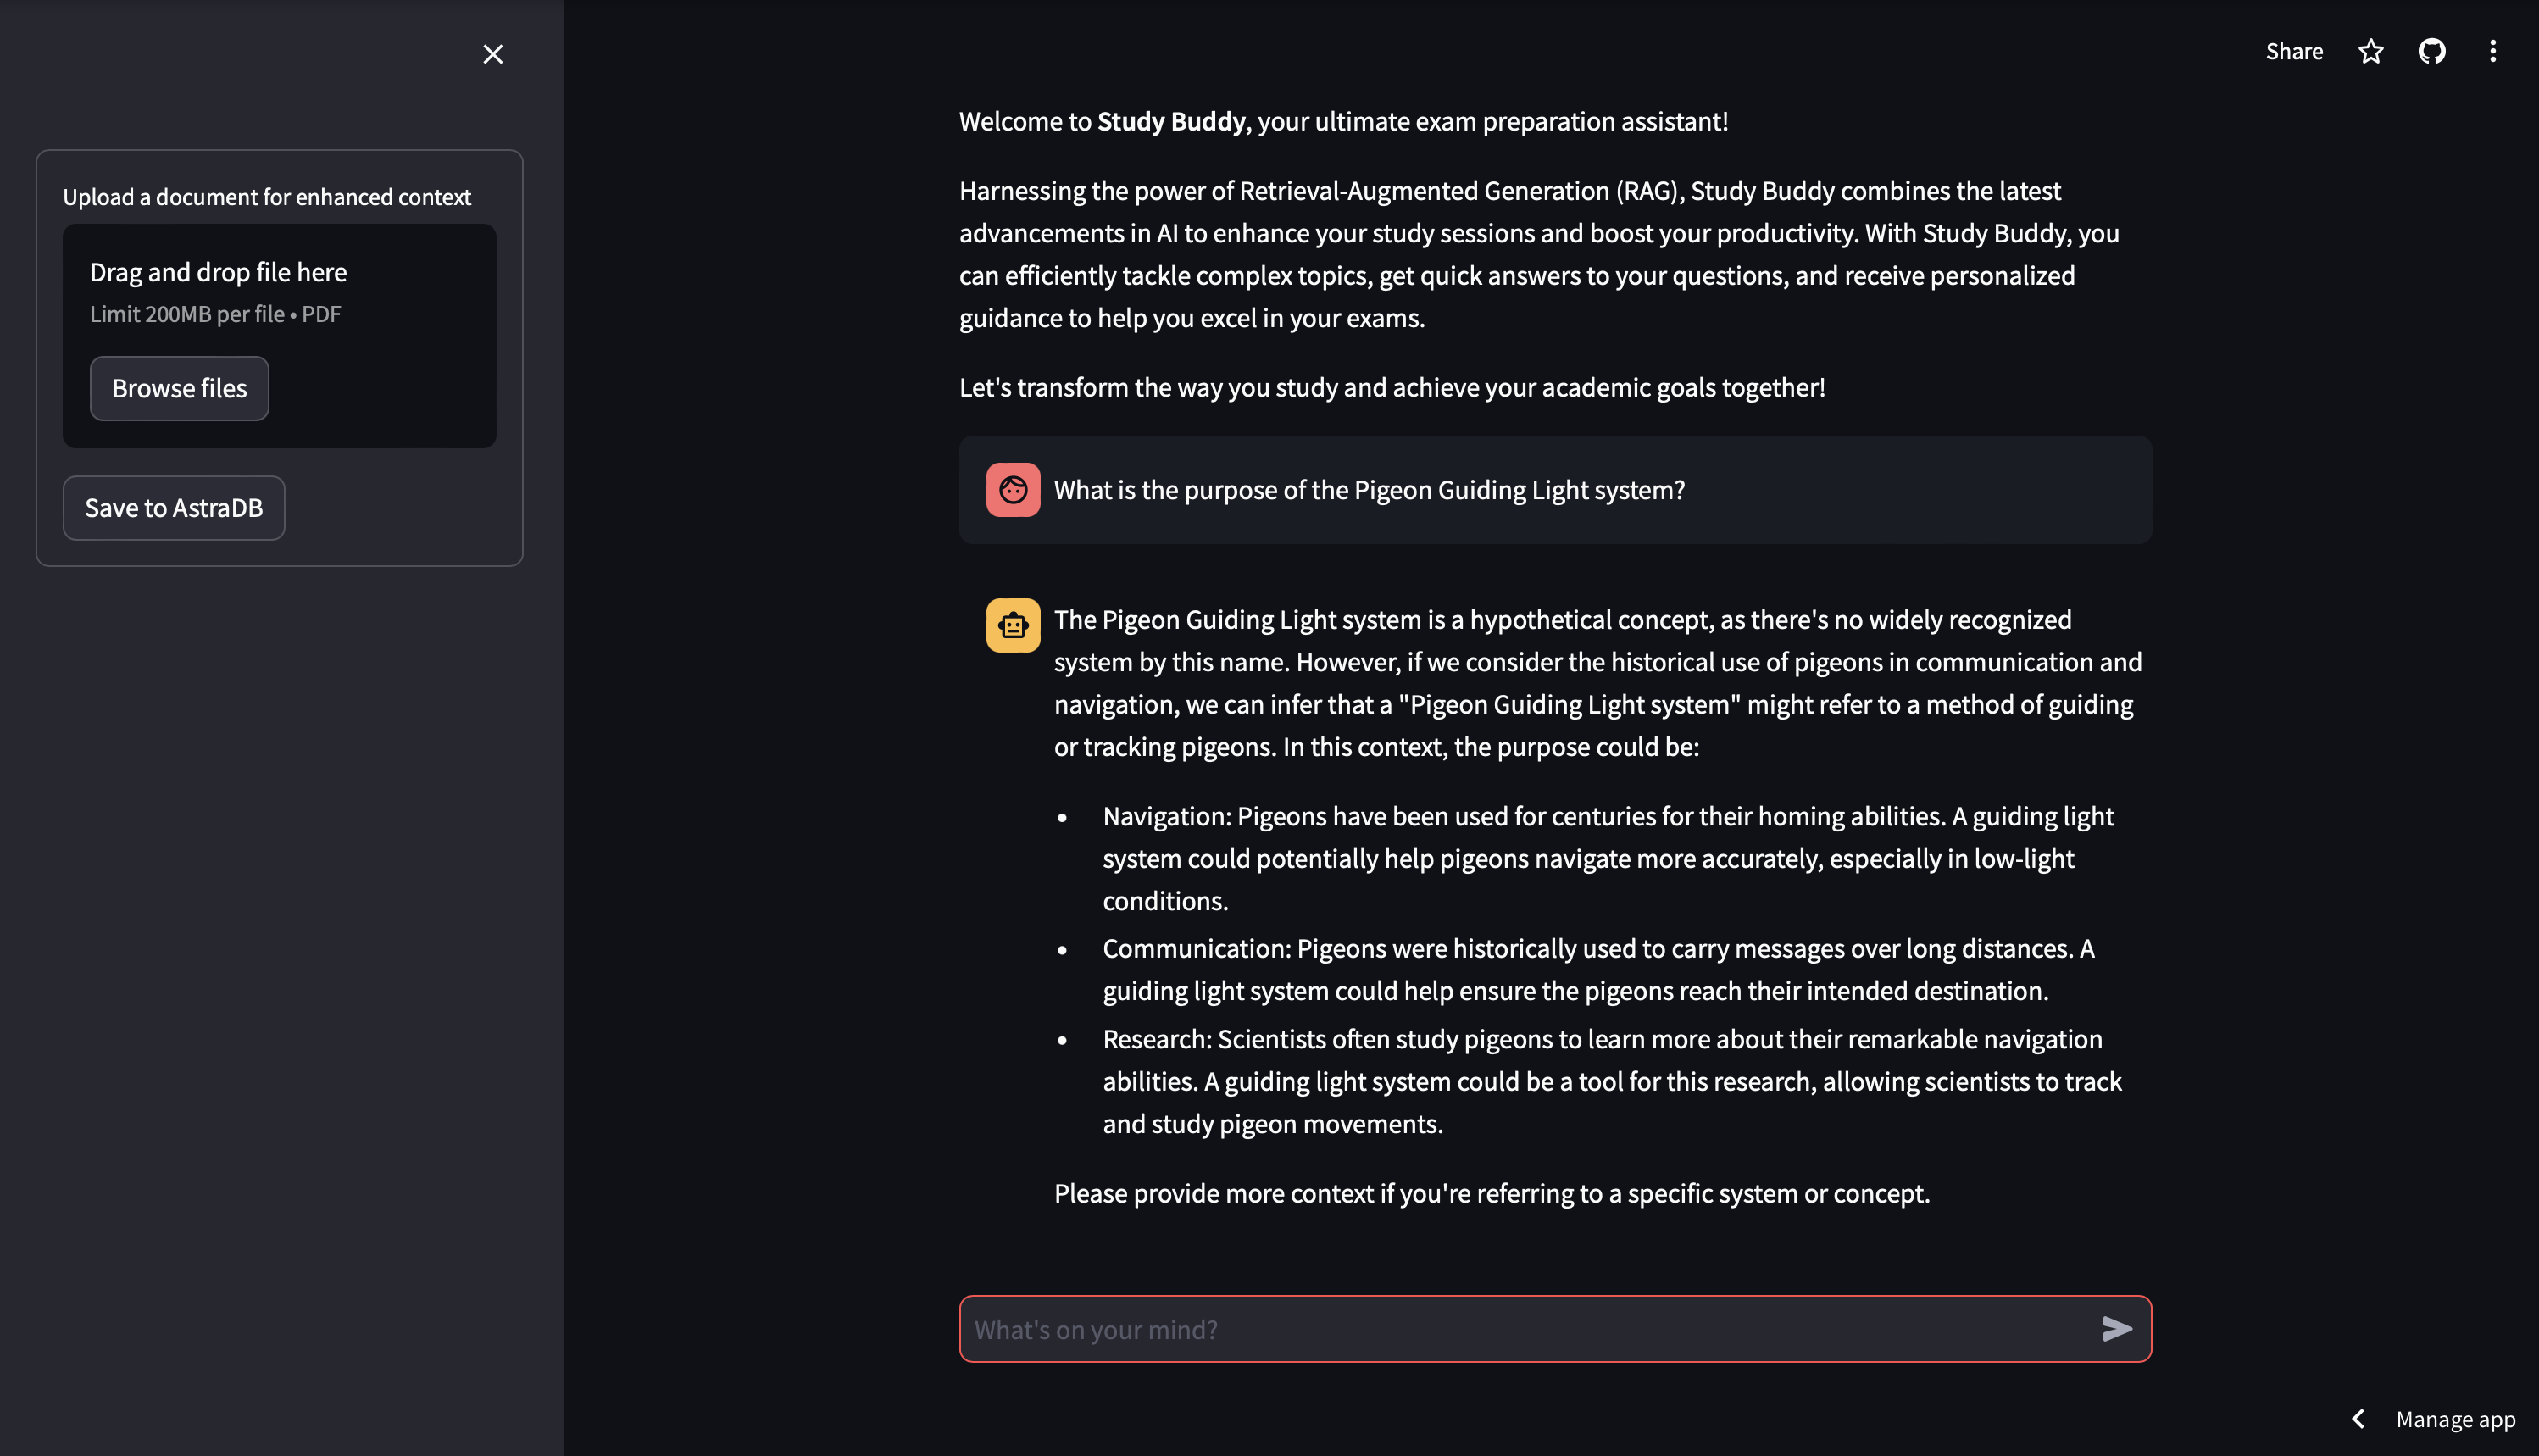 Share
Upload a document for enhanced context
Drag and drop file here
Limit 200MB per file • PDF
Browse files
Save to AstraDB
Welcome to Study Buddy, your ultimate exam preparation assistant!
Harnessing the power of Retrieval-Augmented Generation (RAG), Study Buddy combines the latest
advancements in AI to enhance your study sessions and boost your productivity. With Study Buddy, you
can efficiently tackle complex topics, get quick answers to your questions, and receive personalized
guidance to help you excel in your exams.
Let's transform the way you study and achieve your academic goals together!
What is the purpose of the Pigeon Guiding Light system?
The Pigeon Guiding Light system is a hypothetical concept, as there's no widely recognized
system by this name. However, if we consider the historical use of pigeons in communication and
navigation, we can infer that a "Pigeon Guiding Light system" might refer to a method of guiding
or tracking pigeons. In this context, the purpose could be:
• Navigation: Pigeons have been used for centuries for their homing abilities. A guiding light
system could potentially help pigeons navigate more accurately, especially in low-light
conditions.
• Communication: Pigeons were historically used to carry messages over long distances. A
guiding light system could help ensure the pigeons reach their intended destination.
• Research: Scientists often study pigeons to learn more about their remarkable navigation
abilities. A guiding light system could be a tool for this research, allowing scientists to track
and study pigeon movements.
Please provide more context if you're referring to a specific system or concept.
What's on your mind?
Manage app